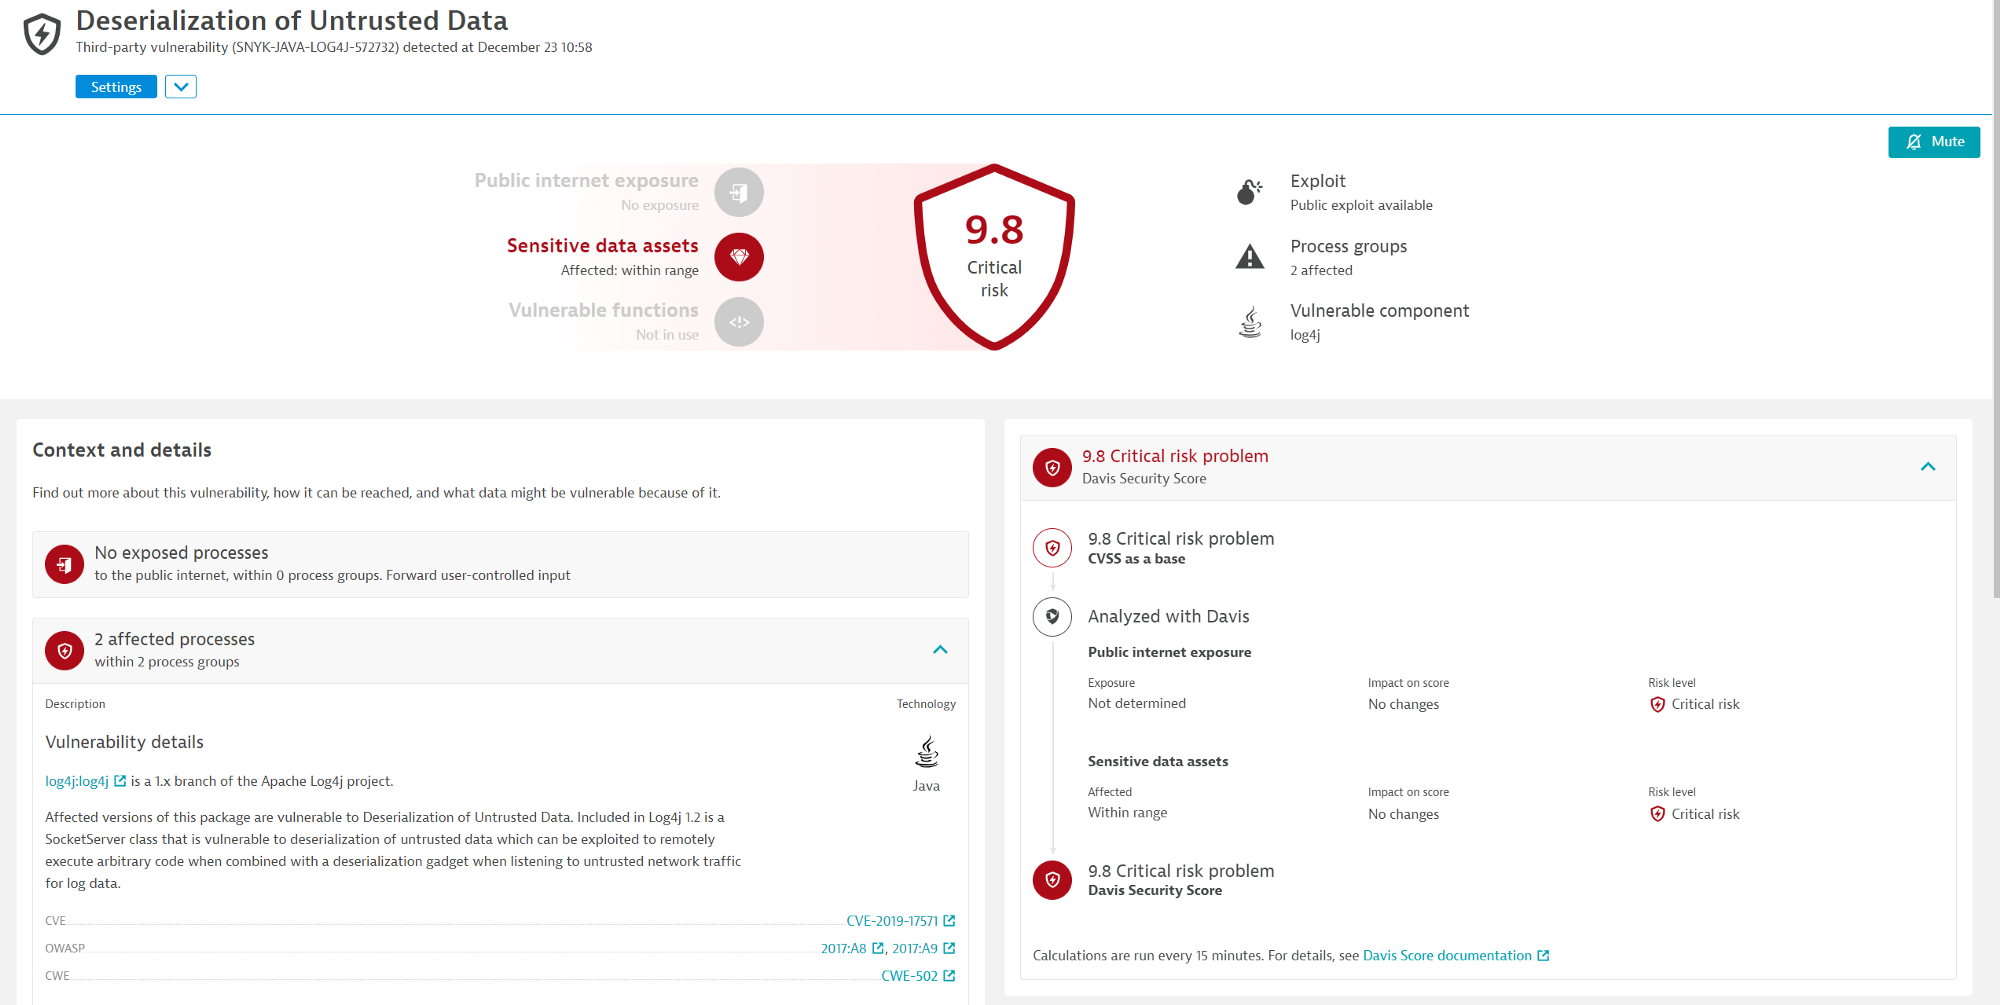 Deserialization of Untrusted Data
Third-party vulnerability (SNYK-JAVA-LOG4J-572732) detected at December 23 10:58
Settings
Mute
Public internet exposure
No exposure
Sensitive data assets
Affected: within range
Vulnerable functions
Not in use
9.8
Critical
risk
Exploit
Public exploit available
Process groups
2 affected
Vulnerable component
log4j
Context and details
Find out more about this vulnerability, how it can be reached, and what data might be vulnerable because of it.
No exposed processes
to the public internet, within 0 process groups. Forward user-controlled input
2 affected processes
within 2 process groups
Description Technology
Vulnerability details
Java
log4j:log4j is a 1.x branch of the Apache Log4j project.
Affected versions of this package are vulnerable to Deserialization of Untrusted Data. Included in Log4j 1.2 is a
SocketServer class that is vulnerable to deserialization of untrusted data which can be exploited to remotely
execute arbitrary code when combined with a deserialization gadget when listening to untrusted network traffic
for log data.
CVE CVE-2019-17571
OWASP 2017:A8 , 2017:A9
CWE CWE-502
9.8 Critical risk problem
Davis Security Score
9.8 Critical risk problem
CVSS as a base
Analyzed with Davis
Public internet exposure
Exposure Impact on score Risk level
Not determined No changes Critical risk
Sensitive data assets
Affected Impact on score Risk level
Within range No changes Critical risk
9.8 Critical risk problem
Davis Security Score
Calculations are run every 15 minutes. For details, see Davis Score documentation